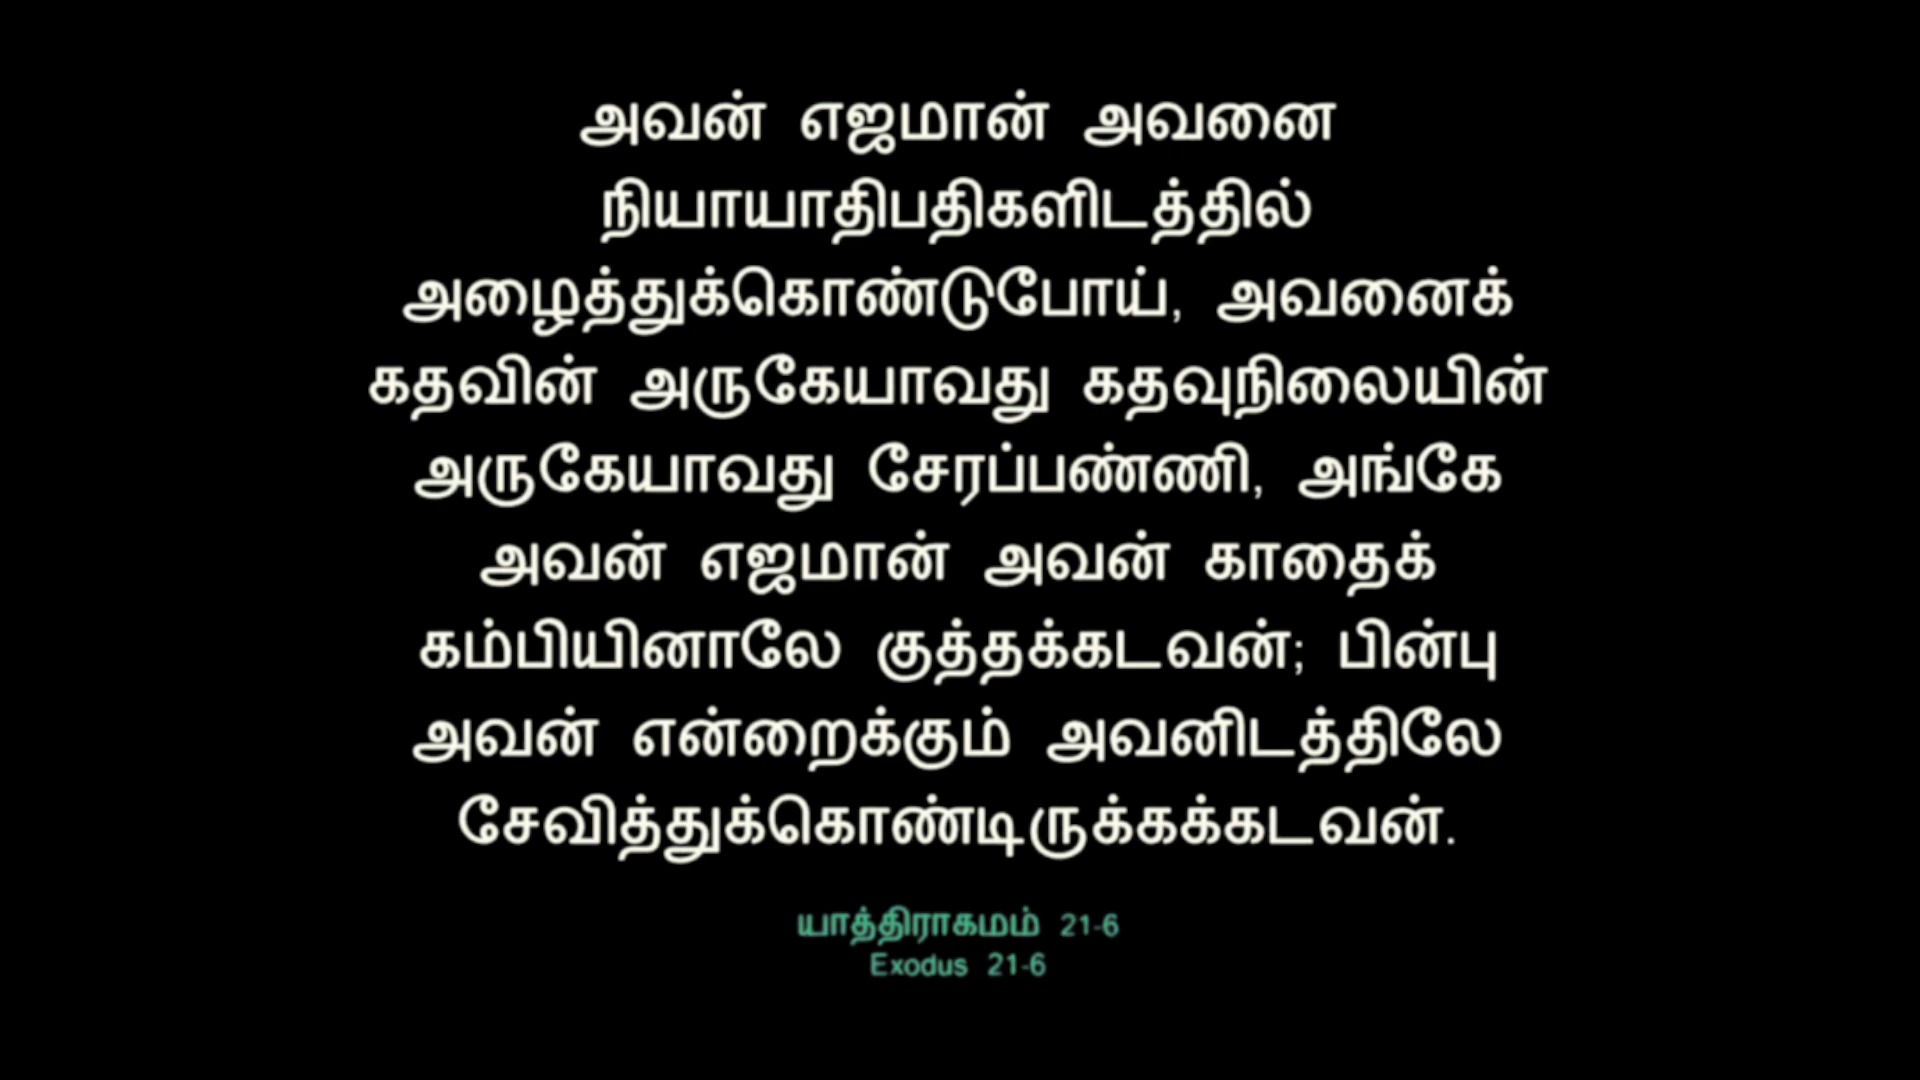 அவன் எஜமான் அவனை
நியாயாதிபதிகளிடத்தில்
அழைத்துக்கொண்டுபோய், அவனைக்
கதவின் அருகேயாவது கதவுநிலையின்
அருகேயாவது சேரப்பண்ணி, அங்கே
அவன் எஜமான் அவன் காதைக்
கம்பியினாலே குத்தக்கடவன்; பின்பு
அவன் என்றைக்கும் அவனிடத்திலே
சேவித்துக்கொண்டிருக்கக்கடவன்.
யாத்திராகமம் 21-6
Exodus 21-6